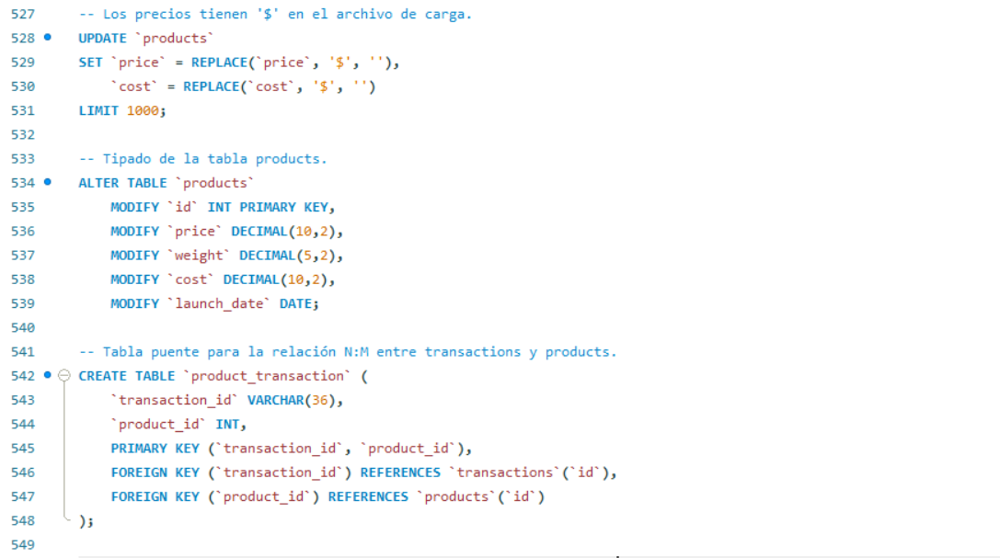 527 -- Los precios tienen '$' en el archivo de carga.
528 UPDATE `products`
529 SET `price` = REPLACE(`price`, '$', ''),
530 `cost` = REPLACE(`cost`, '$', '')
531 LIMIT 1000;
532
533 -- Tipado de la tabla products.
534 ALTER TABLE `products`
535 MODIFY `id` INT PRIMARY KEY,
536 MODIFY `price` DECIMAL(10,2),
537 MODIFY `weight` DECIMAL(5,2),
538 MODIFY `cost` DECIMAL(10,2),
539 MODIFY `launch_date` DATE;
540
541 -- Tabla puente para la relación N:M entre transactions y products.
542 CREATE TABLE `product_transaction` (
543 `transaction_id` VARCHAR(36),
544 `product_id` INT,
545 PRIMARY KEY (`transaction_id`, `product_id`),
546 FOREIGN KEY (`transaction_id`) REFERENCES `transactions`(`id`),
547 FOREIGN KEY (`product_id`) REFERENCES `products`(`id`)
548 );
549